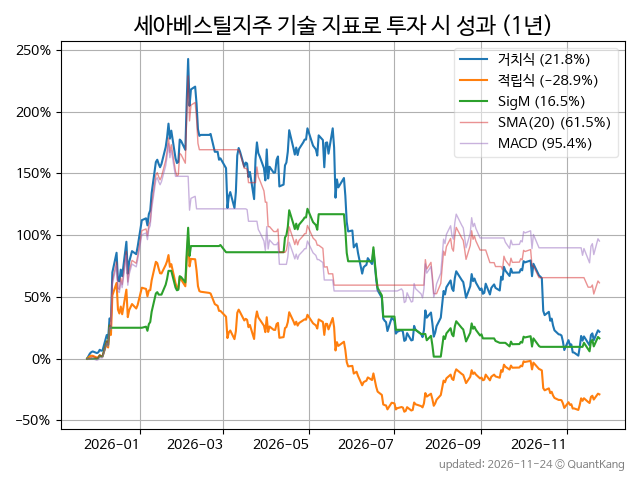 세아베스틸지주 기술 지표로 투자 시 성과 (1년)
250%
200%
150%
100%
50%
0%
−50%
거치식 (21.8%)
적립식 (-28.9%)
SigM (16.5%)
SMA(20) (61.5%)
MACD (95.4%)
2026-01
2026-03
2026-05
2026-07
2026-09
2026-11
updated: 2026-11-24 © QuantKang